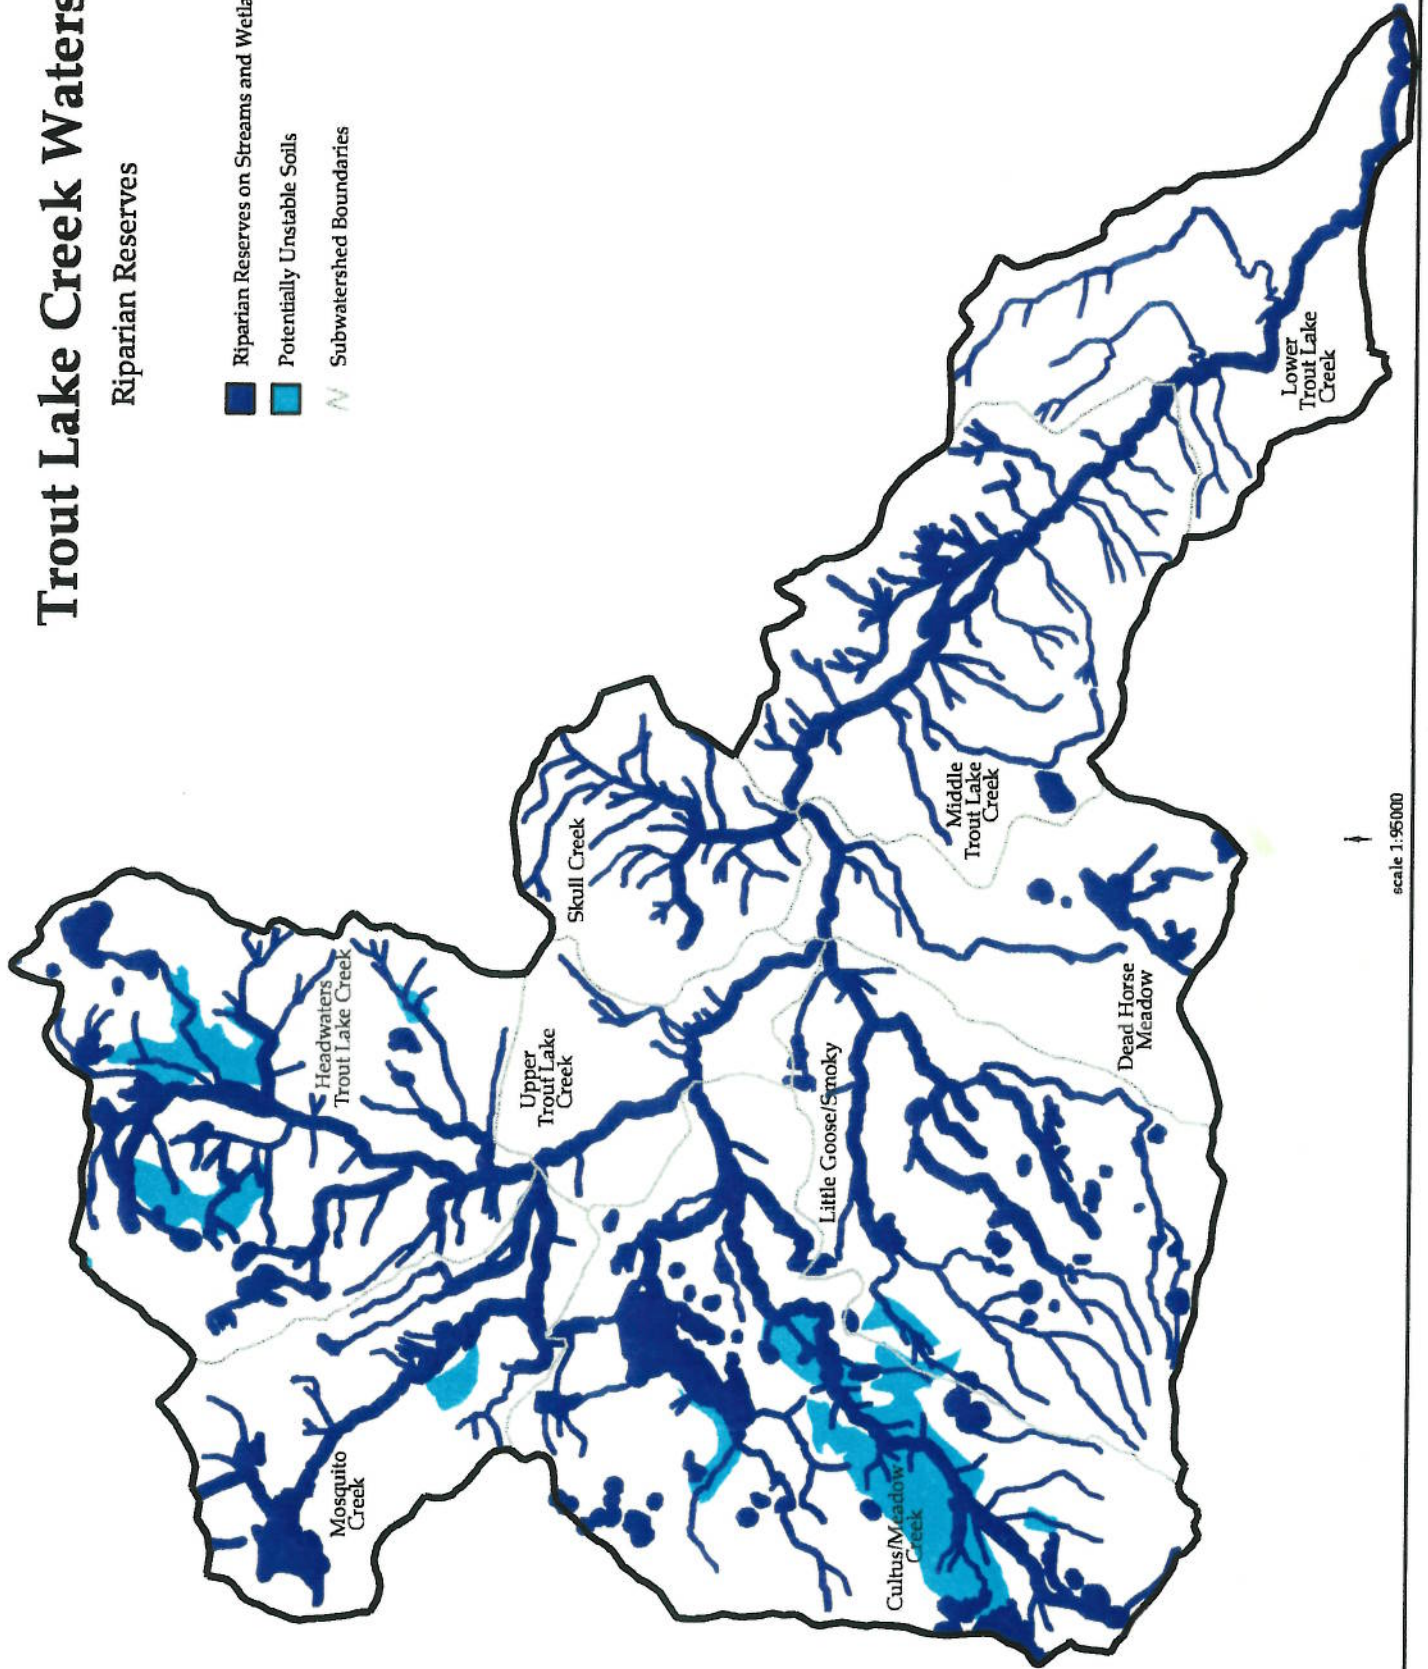 Trout Lake Creek Waters
Riparian Reserves
Riparian Reserves on Streams and Wetla
Potentially Unstable Soils
Subwatershed Boundaries
Headwaters
Trout Lake Creek
Mosquito
Creek
Upper
Trout Lake
Creek
Skull Creek
Little Goose/Smoky
Cultus/Meadow
Creek
Middle
Trout Lake
Creek
Dead Horse
Meadow
Lower
Trout Lake
Creek
scale 1:95000